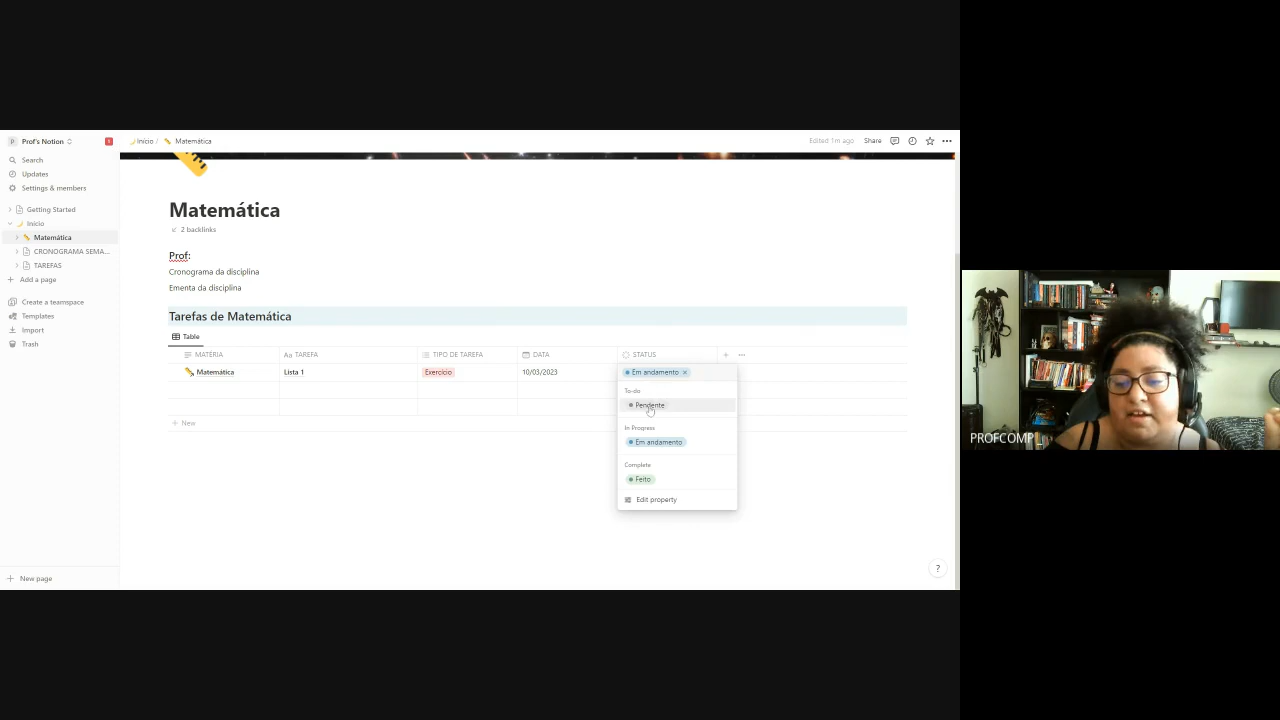 P Prof's Notion
Início / Matemática
Edited 1m ago Share
Search
Updates
Settings & members
Getting Started
Início
Matemática
CRONOGRAMA SEMA...
TAREFAS
Add a page
Create a teamspace
Templates
Import
Trash
New page
Matemática
2 backlinks
Prof:
Cronograma da disciplina
Ementa da disciplina
Tarefas de Matemática
Table
MATÉRIA Aa TAREFA TIPO DE TAREFA DATA STATUS
Matemática Lista 1 Exercício 10/03/2023 Em andamento ×
To-do
Pendente
In Progress
Em andamento
Complete
Feito
Edit property
+ New
?
PROFCOMP